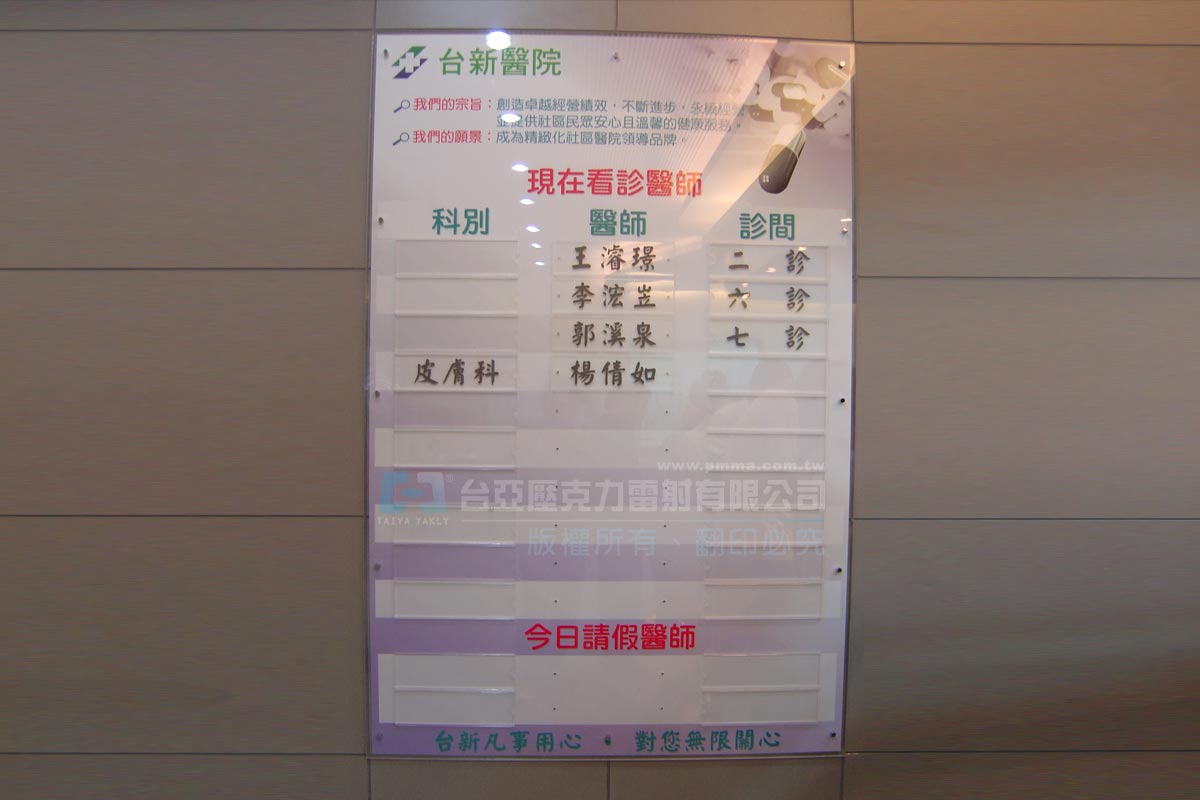 台新醫院
我們的宗旨：創造卓越經營績效，不斷進步，永續經營
並提供社區民眾安心且溫馨的健康服務。
我們的願景：成為精緻化社區醫院領導品牌。
現在看診醫師
科別 醫師 診間
王濬璟 二 診
李浤岦 六 診
郭溪泉 七 診
皮膚科 楊倩如
www.pmma.com.tw
台亞壓克力雷射有限公司
TAIYA YAKLY
版權所有、翻印必究
今日請假醫師
台新凡事用心 • 對您無限關心